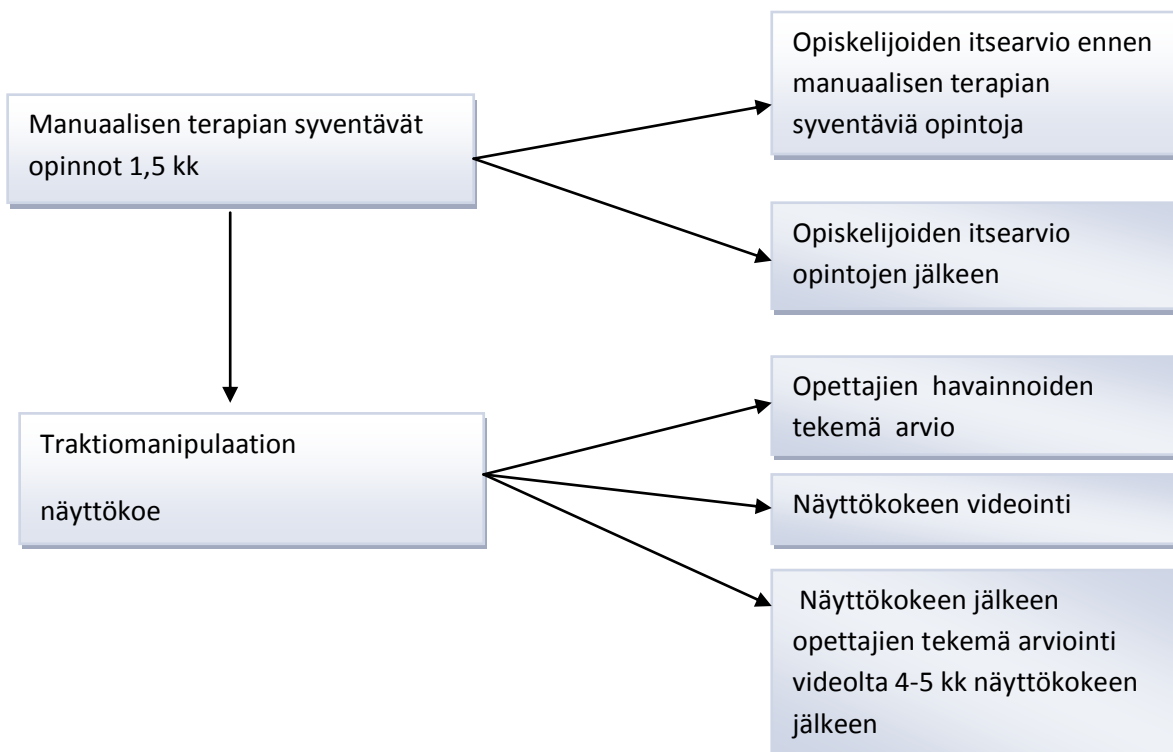 Manuaalisen terapian syventävät
opinnot 1,5 kk
Opiskelijoiden itsearvio ennen
manuaalisen terapian
syventäviä opintoja
Opiskelijoiden itsearvio
opintojen jälkeen
Traktiomanipulaation
näyttökoe
Opettajien havainnoiden
tekemä arvio
Näyttökokeen videointi
Näyttökokeen jälkeen
opettajien tekemä arviointi
videolta 4-5 kk näyttökokeen
jälkeen